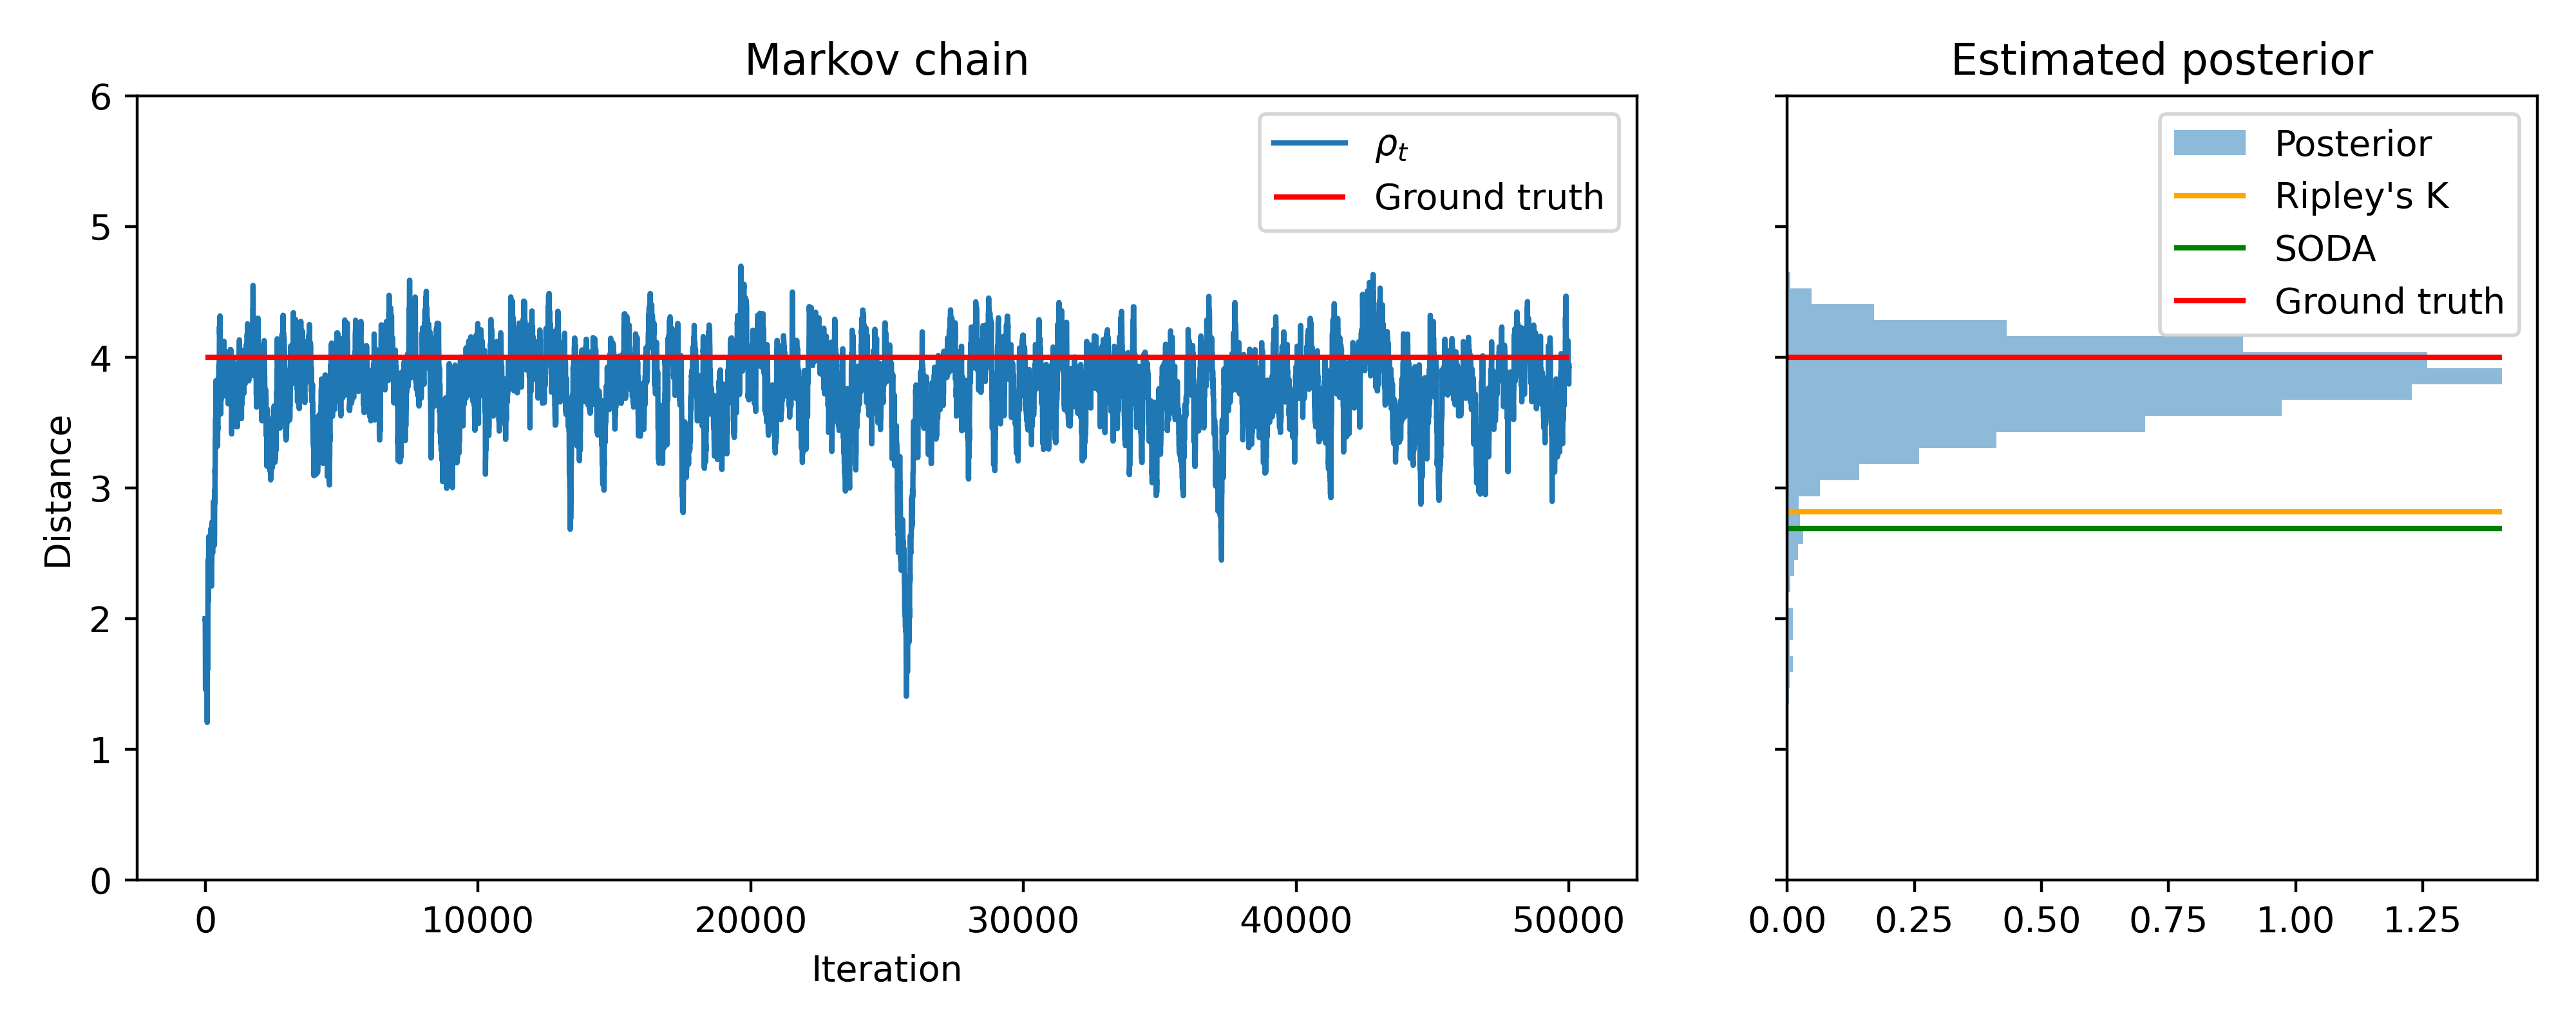 Markov chain
6
5
4
3
2
1
0
Distance
0
10000
20000
30000
40000
50000
Iteration
ρt
Ground truth
Estimated posterior
Posterior
Ripley's K
SODA
Ground truth
0.00
0.25
0.50
0.75
1.00
1.25